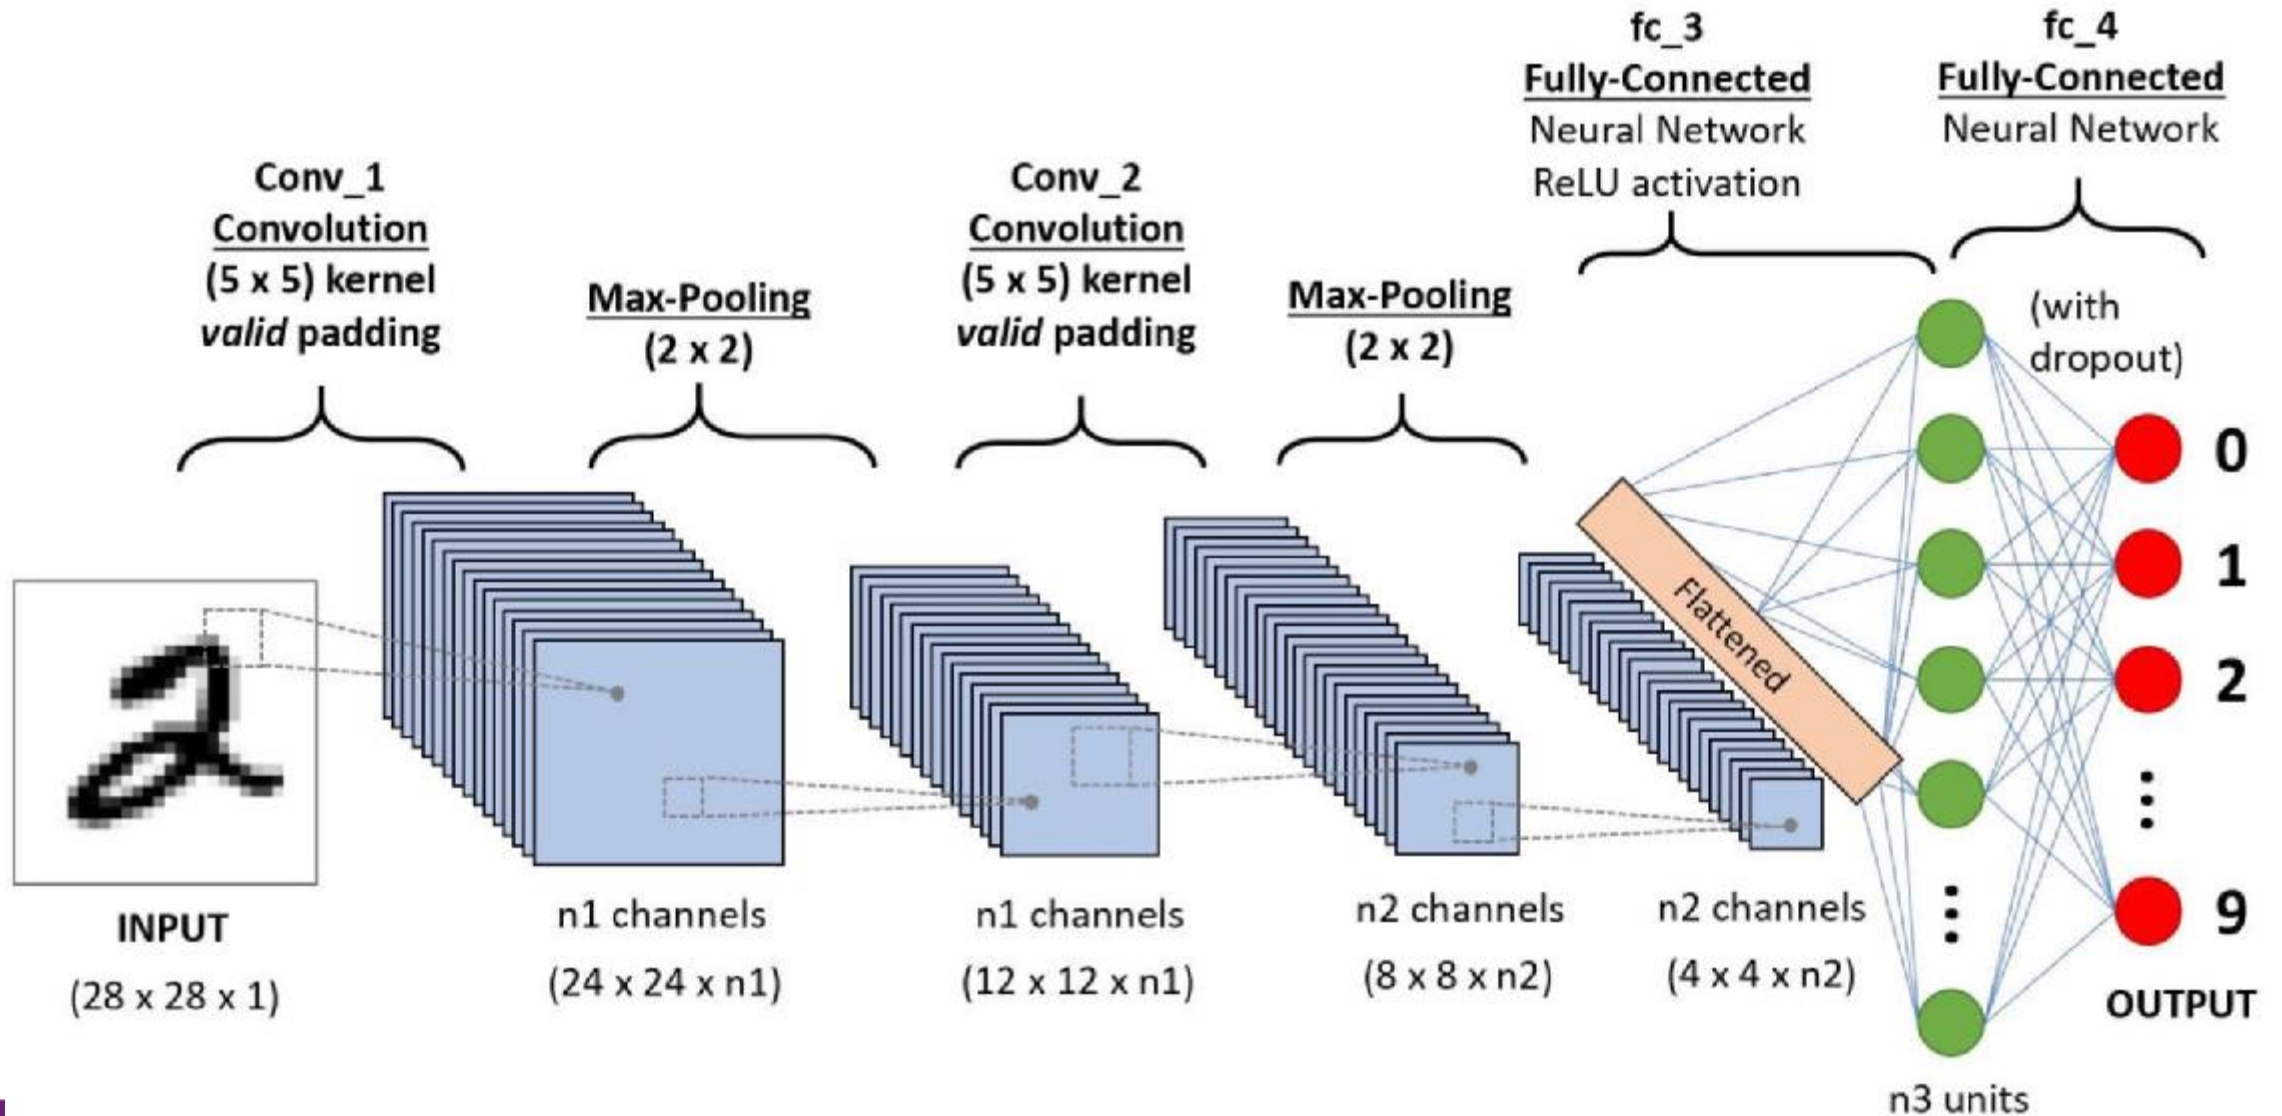 Conv_1
Convolution
(5 x 5) kernel
valid padding
Max-Pooling
(2 x 2)
Conv_2
Convolution
(5 x 5) kernel
valid padding
Max-Pooling
(2 x 2)
fc_3
Fully-Connected
Neural Network
ReLU activation
fc_4
Fully-Connected
Neural Network
(with
dropout)
Flattened
0
1
2
9
INPUT
(28 x 28 x 1)
n1 channels
(24 x 24 x n1)
n1 channels
(12 x 12 x n1)
n2 channels
(8 x 8 x n2)
n2 channels
(4 x 4 x n2)
n3 units
OUTPUT